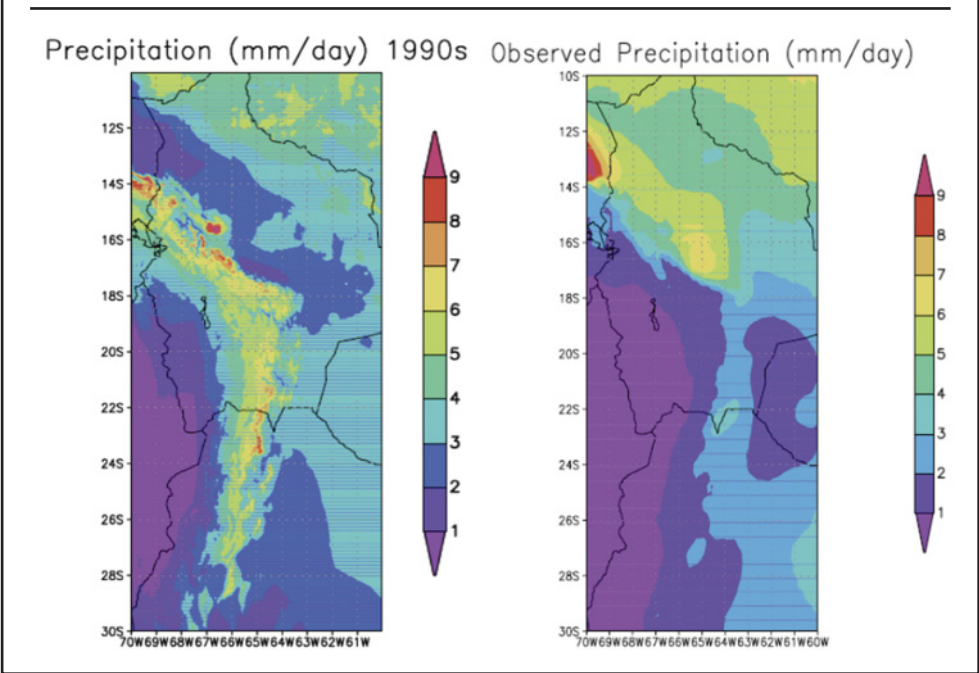 Precipitation (mm/day) 1990s
12S
14S
16S
18S
20S
22S
24S
26S
28S
30S
70W69W68W67W66W65W64W63W62W61W
9
8
7
6
5
4
3
2
1
Observed Precipitation (mm/day)
10S
12S
14S
16S
18S
20S
22S
24S
26S
28S
30S
70W69W68W67W66W65W64W63W62W61W60W
9
8
7
6
5
4
3
2
1